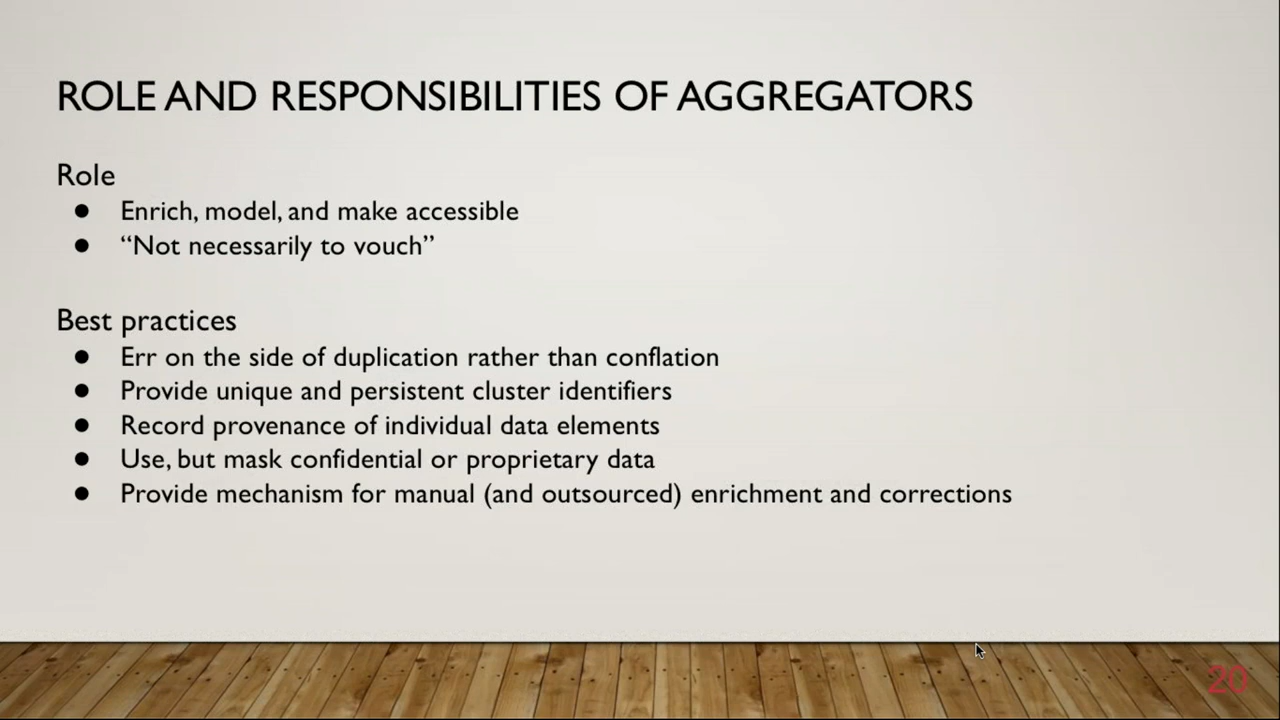 ROLE AND RESPONSIBILITIES OF AGGREGATORS
Role
● Enrich, model, and make accessible
● “Not necessarily to vouch”
Best practices
● Err on the side of duplication rather than conflation
● Provide unique and persistent cluster identifiers
● Record provenance of individual data elements
● Use, but mask confidential or proprietary data
● Provide mechanism for manual (and outsourced) enrichment and corrections
20